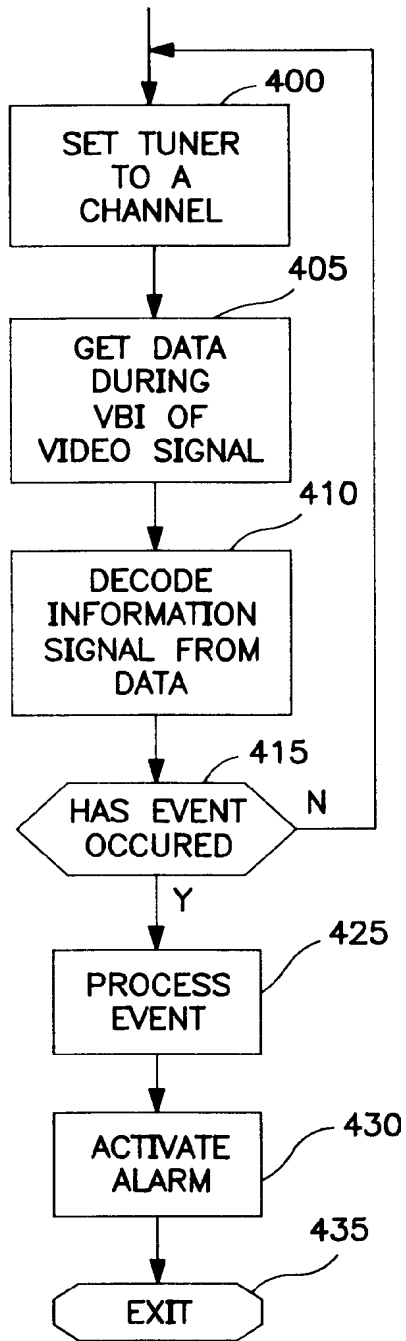 400
SET TUNER
TO A
CHANNEL
405
GET DATA
DURING
VBI OF
VIDEO SIGNAL
410
DECODE
INFORMATION
SIGNAL FROM
DATA
415
HAS EVENT
OCCURED
N
Y
425
PROCESS
EVENT
430
ACTIVATE
ALARM
435
EXIT